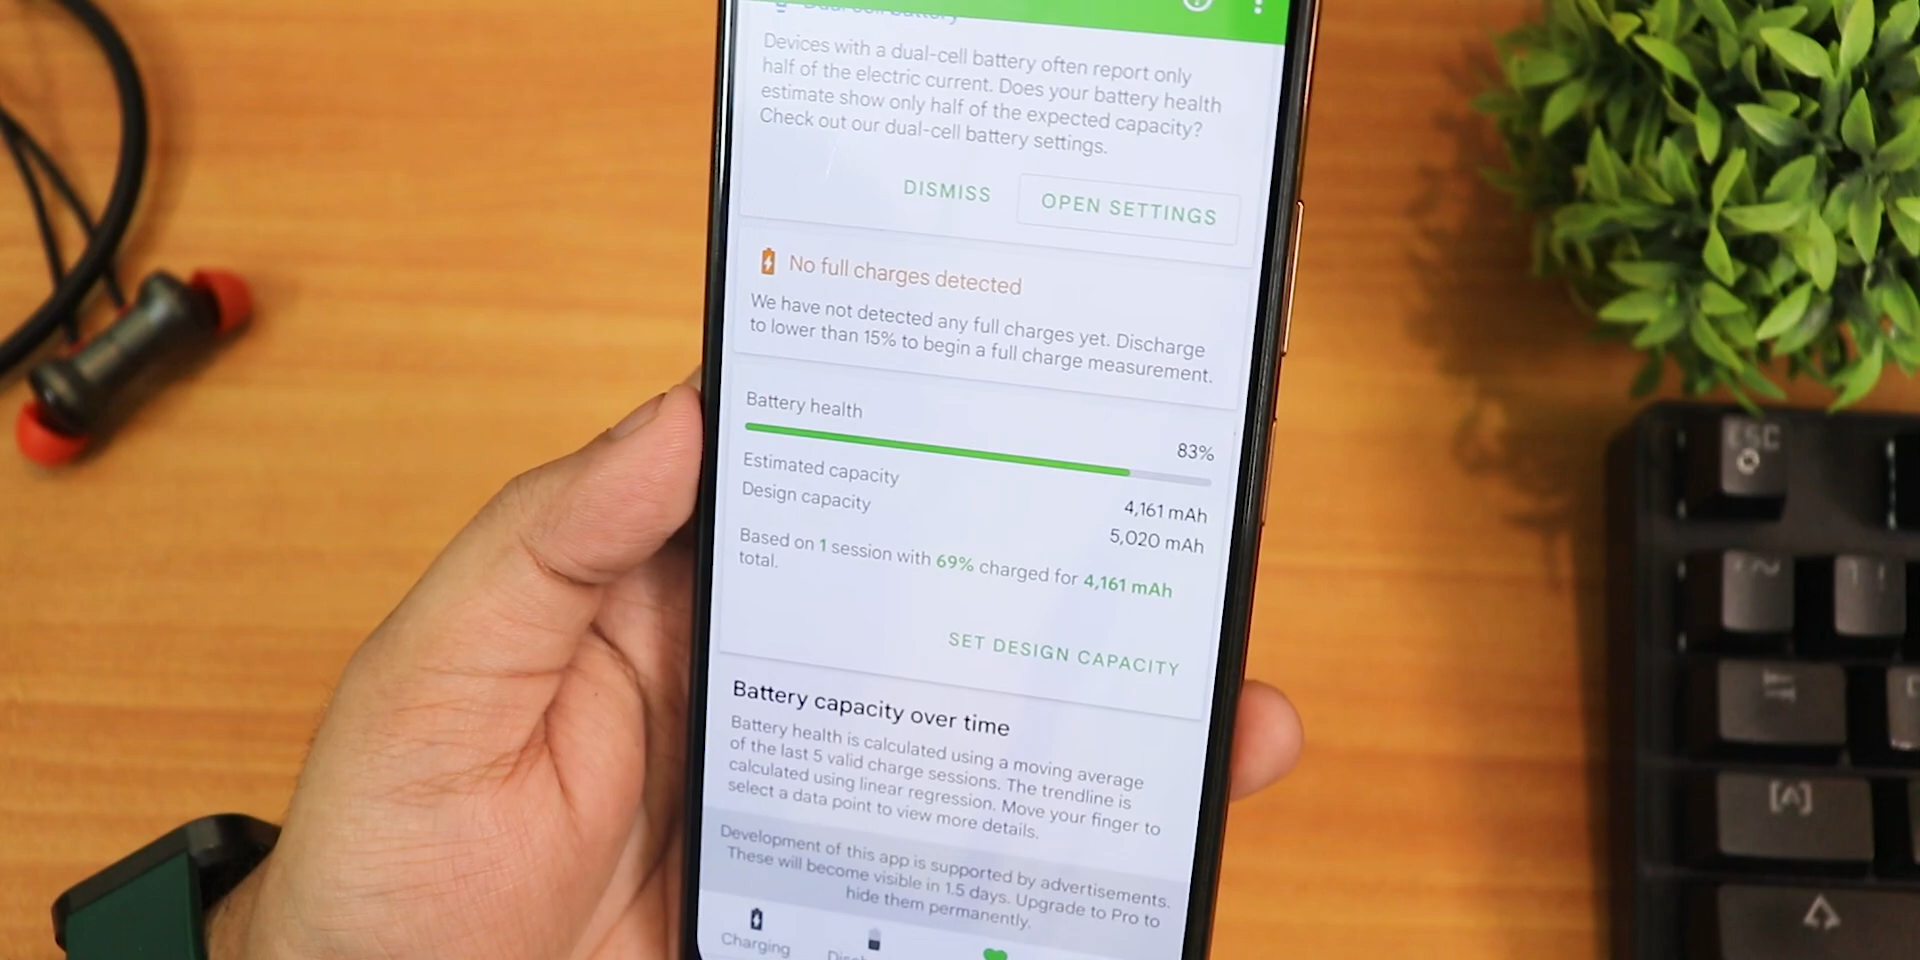 Dual-cell battery
Devices with a dual-cell battery often report only
half of the electric current. Does your battery health
estimate show only half of the expected capacity?
Check out our dual-cell battery settings.
DISMISS
OPEN SETTINGS
No full charges detected
We have not detected any full charges yet. Discharge
to lower than 15% to begin a full charge measurement.
Battery health
83%
Estimated capacity
4,161 mAh
Design capacity
5,020 mAh
Based on 1 session with 69% charged for 4,161 mAh
total.
SET DESIGN CAPACITY
Battery capacity over time
Battery health is calculated using a moving average
of the last 5 valid charge sessions. The trendline is
calculated using linear regression. Move your finger to
select a data point to view more details.
Development of this app is supported by advertisements.
These will become visible in 1.5 days. Upgrade to Pro to
hide them permanently.
Charging
ESC